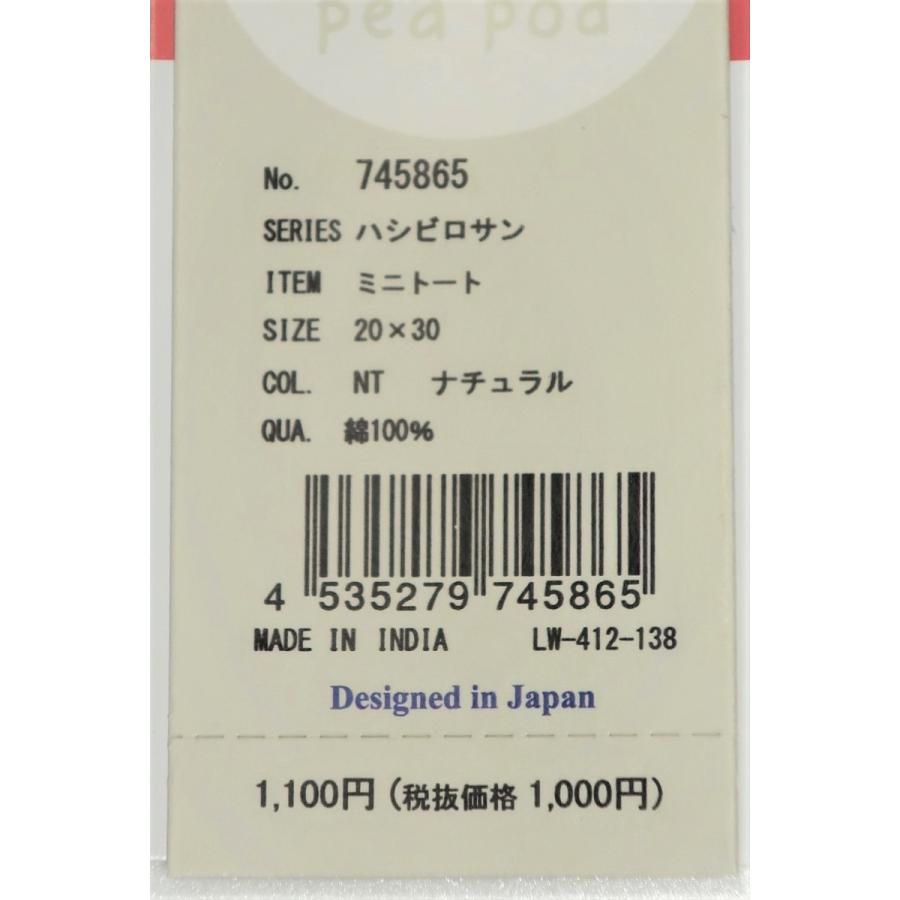 pea pod
No. 745865
SERIES ハシビロサン
ITEM ミニトート
SIZE 20×30
COL. NT ナチュラル
QUA. 綿100%
4 535279 745865
MADE IN INDIA LW-412-138
Designed in Japan
1,100円 (税抜価格 1,000円)